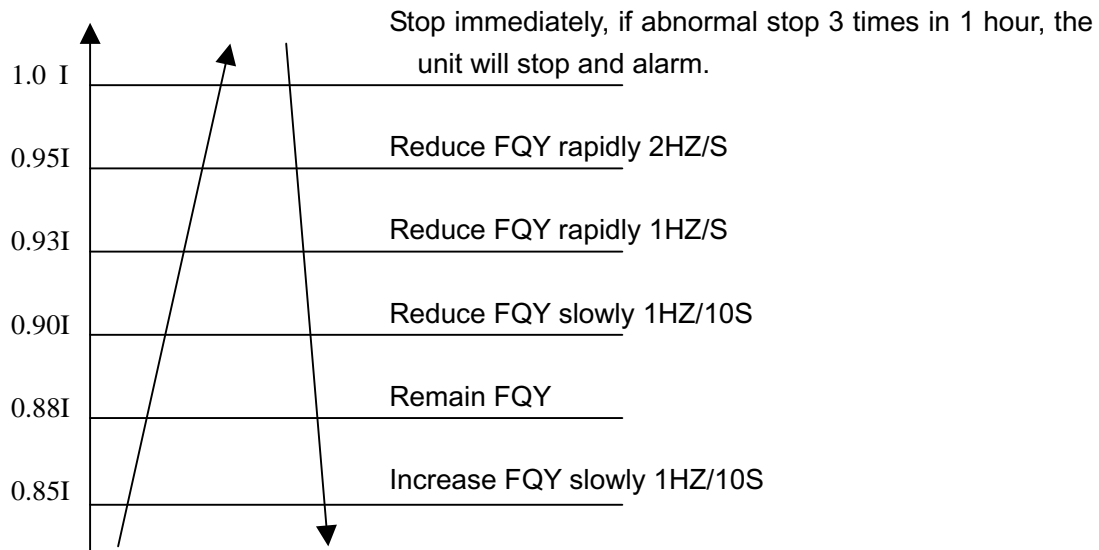 Stop immediately, if abnormal stop 3 times in 1 hour, the
unit will stop and alarm.
1.0 I
Reduce FQY rapidly 2HZ/S
0.95I
Reduce FQY rapidly 1HZ/S
0.93I
Reduce FQY slowly 1HZ/10S
0.90I
Remain FQY
0.88I
Increase FQY slowly 1HZ/10S
0.85I